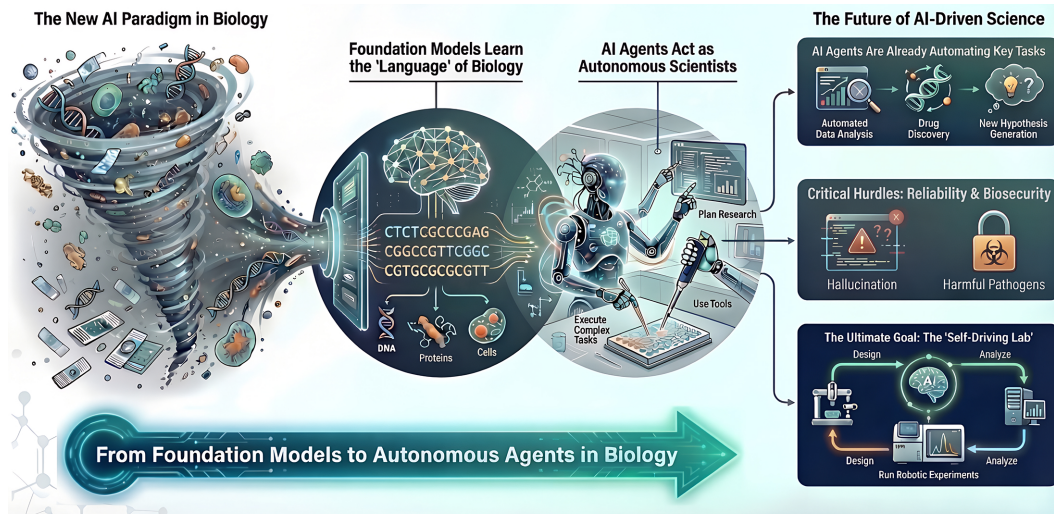 The New AI Paradigm in Biology
Foundation Models Learn
the 'Language' of Biology
CTCTCGCCCGAG
CGGCCGTTCGGC
CGTGCGCGCGTT
DNA
Proteins
Cells
AI Agents Act as
Autonomous Scientists
Plan Research
Use Tools
Execute
Complex
Tasks
The Future of AI-Driven Science
AI Agents Are Already Automating Key Tasks
Automated
Data Analysis
Drug
Discovery
New Hypothesis
Generation
Critical Hurdles: Reliability & Biosecurity
??
Hallucination
Harmful Pathogens
The Ultimate Goal: The 'Self-Driving Lab'
Design
Analyze
AI
Design
Analyze
Run Robotic Experiments
From Foundation Models to Autonomous Agents in Biology